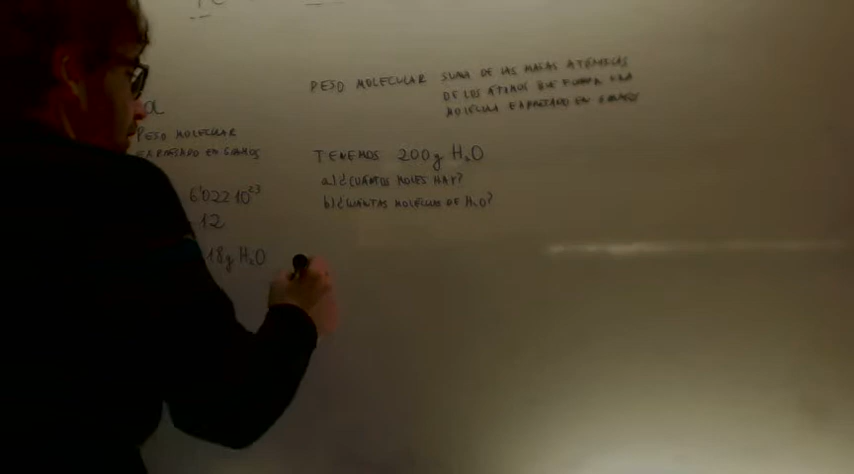 PESO MOLECULAR SUMA DE LAS MASAS ATÓMICAS
DE LOS ÁTOMOS QUE FORMAN UNA
MOLÉCULA EXPRESADO EN GRAMOS
a
PESO MOLECULAR
EXPRESADO EN GRAMOS
6'022·10²³
12
18g H₂O
TENEMOS 200g H₂O
a) ¿CUÁNTOS MOLES HAY?
b) ¿CUÁNTAS MOLÉCULAS DE H₂O?